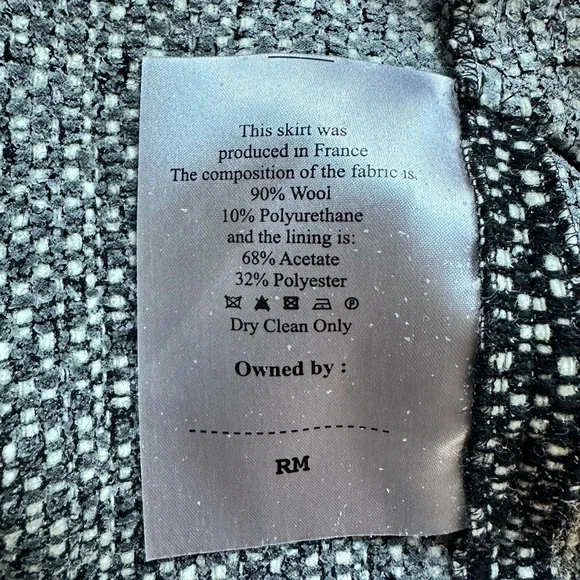 This skirt was
produced in France
The composition of the fabric is:
90% Wool
10% Polyurethane
and the lining is:
68% Acetate
32% Polyester
Dry Clean Only
Owned by :
RM